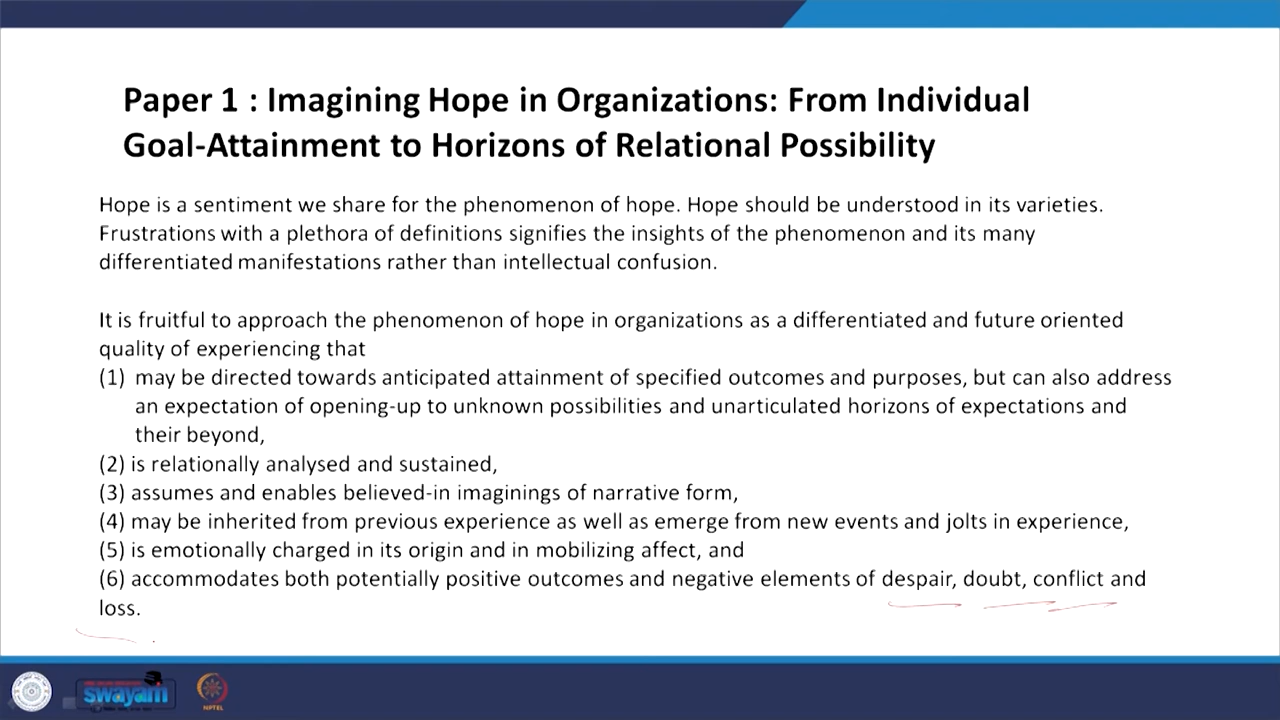 Paper 1 : Imagining Hope in Organizations: From Individual
Goal-Attainment to Horizons of Relational Possibility
Hope is a sentiment we share for the phenomenon of hope. Hope should be understood in its varieties.
Frustrations with a plethora of definitions signifies the insights of the phenomenon and its many
differentiated manifestations rather than intellectual confusion.
It is fruitful to approach the phenomenon of hope in organizations as a differentiated and future oriented
quality of experiencing that
(1) may be directed towards anticipated attainment of specified outcomes and purposes, but can also address
an expectation of opening-up to unknown possibilities and unarticulated horizons of expectations and
their beyond,
(2) is relationally analysed and sustained,
(3) assumes and enables believed-in imaginings of narrative form,
(4) may be inherited from previous experience as well as emerge from new events and jolts in experience,
(5) is emotionally charged in its origin and in mobilizing affect, and
(6) accommodates both potentially positive outcomes and negative elements of despair, doubt, conflict and
loss.
swayam
NPTEL